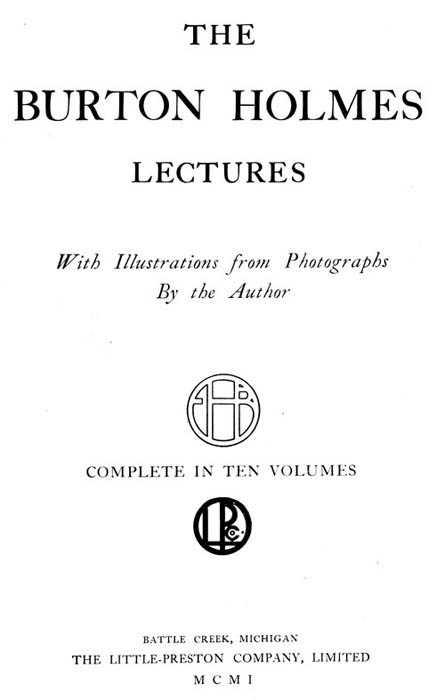 THE
BURTON HOLMES
LECTURES
With Illustrations from Photographs
By the Author
COMPLETE IN TEN VOLUMES
BATTLE CREEK, MICHIGAN
THE LITTLE-PRESTON COMPANY, LIMITED
MCMI